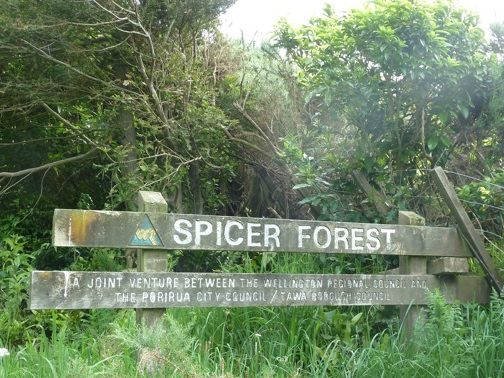 SPICER FOREST
A JOINT VENTURE BETWEEN THE WELLINGTON REGIONAL COUNCIL AND
THE PORIRUA CITY COUNCIL / TAWA BOROUGH COUNCIL